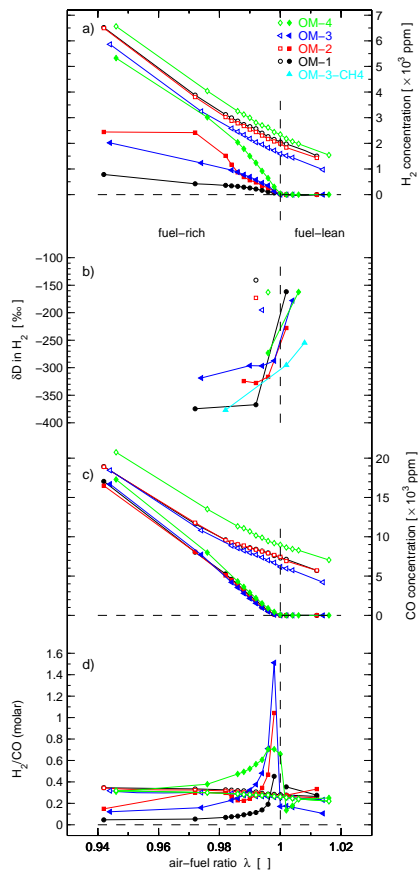 a)
OM−4
OM−3
OM−2
OM−1
OM−3−CH4
7
6
5
4
3
2
1
0
H2 concentration [ × 10^3 ppm ]
fuel−rich
fuel−lean
b)
−100
−150
−200
−250
−300
−350
−400
δD in H2 [ ‰ ]
c)
20
15
10
5
0
CO concentration [ × 10^3 ppm ]
d)
1.6
1.4
1.2
1
0.8
0.6
0.4
0.2
0
H2/CO (molar)
0.94
0.96
0.98
1
1.02
air−fuel ratio λ [ ]